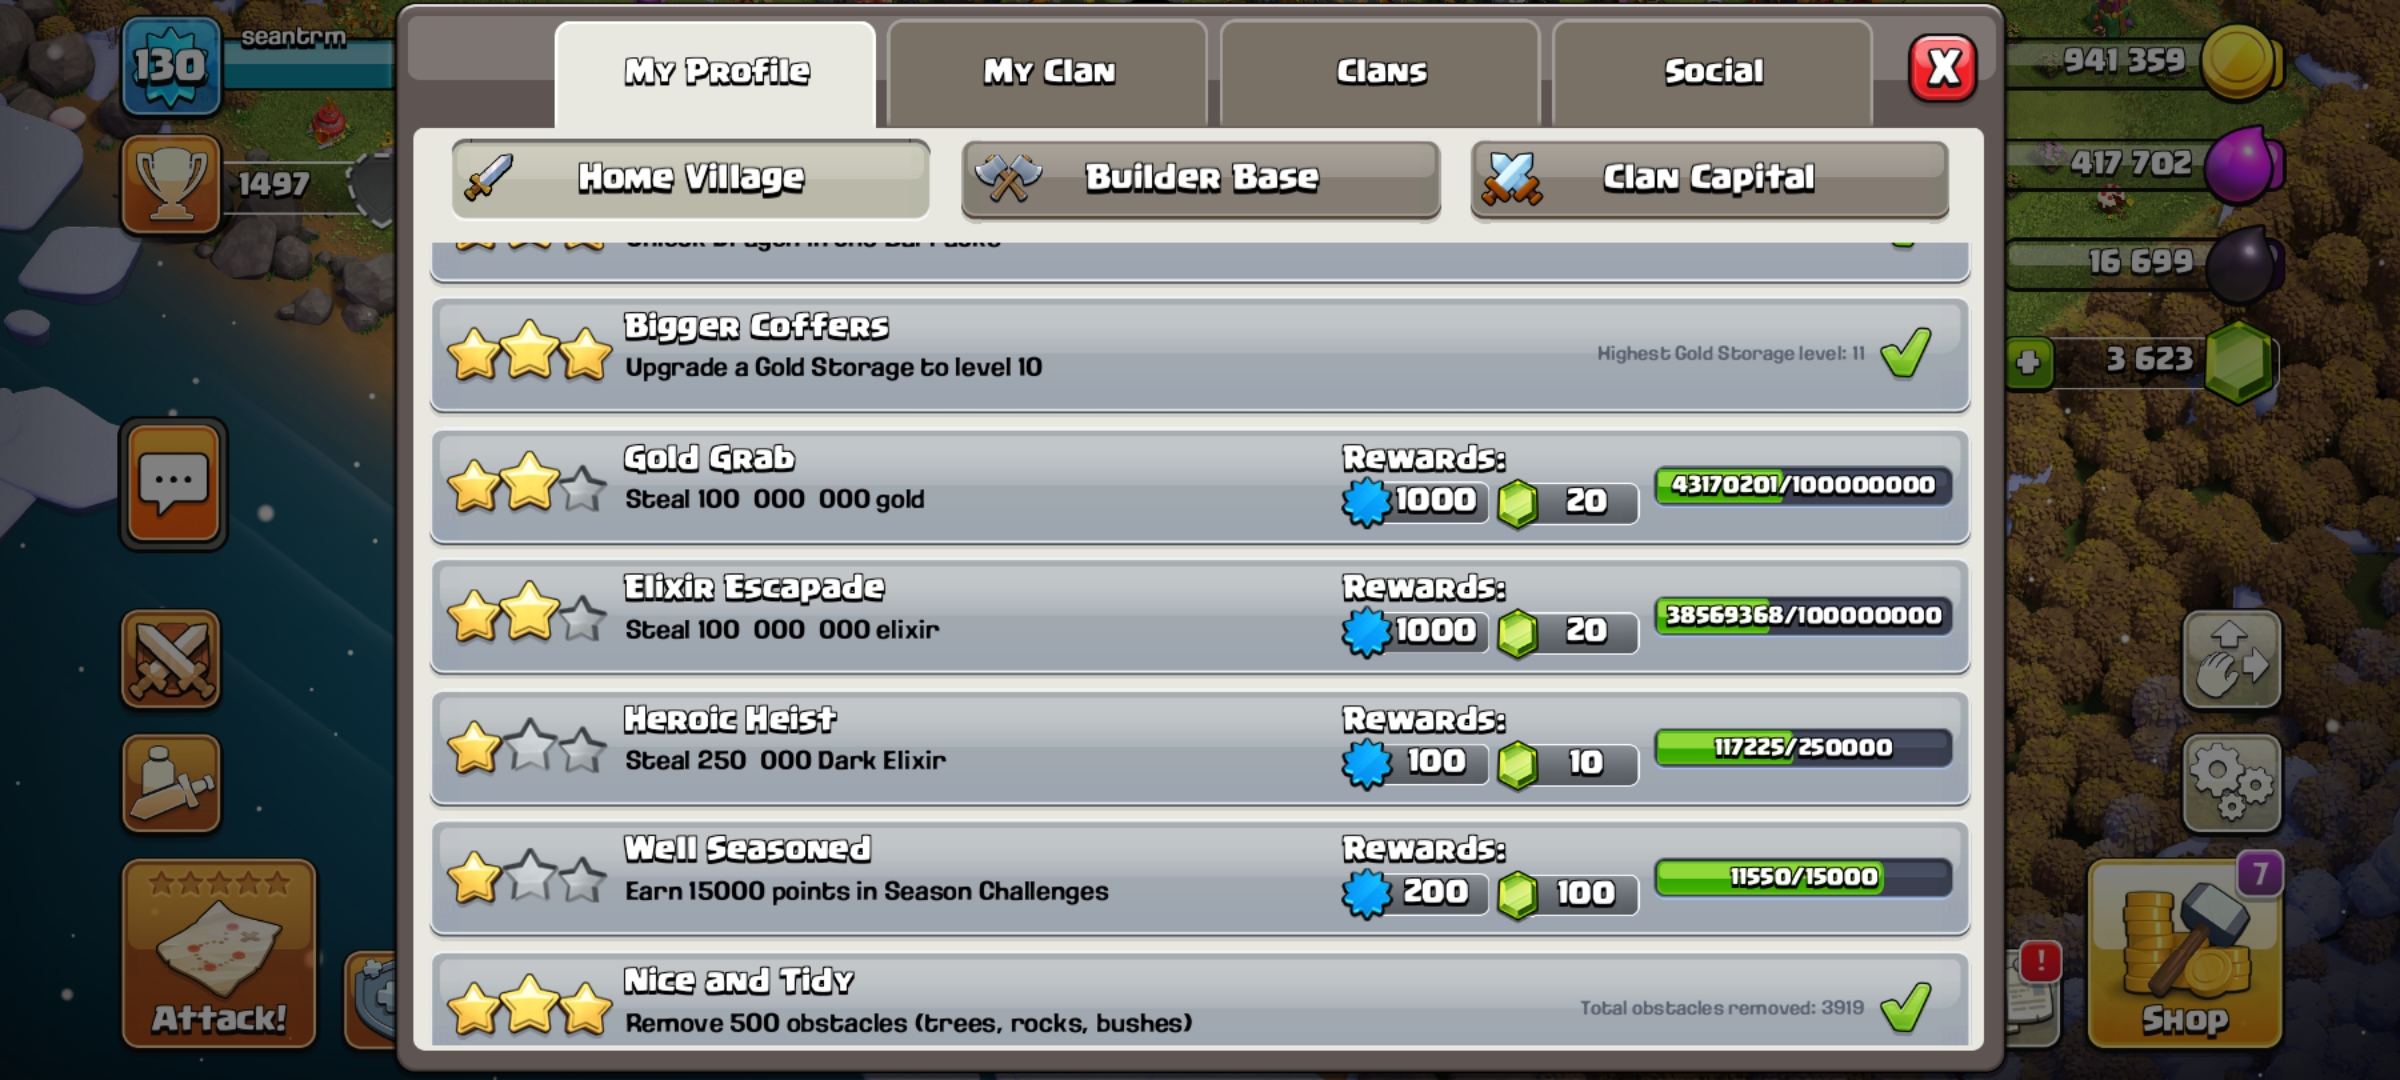 130
seantrm
1497
My Profile
My Clan
Clans
Social
X
941 359
417 702
16 699
3 623
Home Village
Builder Base
Clan Capital
Unlock Dragon in the Barracks
Bigger Coffers
Upgrade a Gold Storage to level 10
Highest Gold Storage level: 11
Gold Grab
Steal 100 000 000 gold
Rewards:
1000
20
43170201/100000000
Elixir Escapade
Steal 100 000 000 elixir
Rewards:
1000
20
38569368/100000000
Heroic Heist
Steal 250 000 Dark Elixir
Rewards:
100
10
117225/250000
Well Seasoned
Earn 15000 points in Season Challenges
Rewards:
200
100
11550/15000
Nice and Tidy
Remove 500 obstacles (trees, rocks, bushes)
Total obstacles removed: 3919
Attack!
!
7
Shop